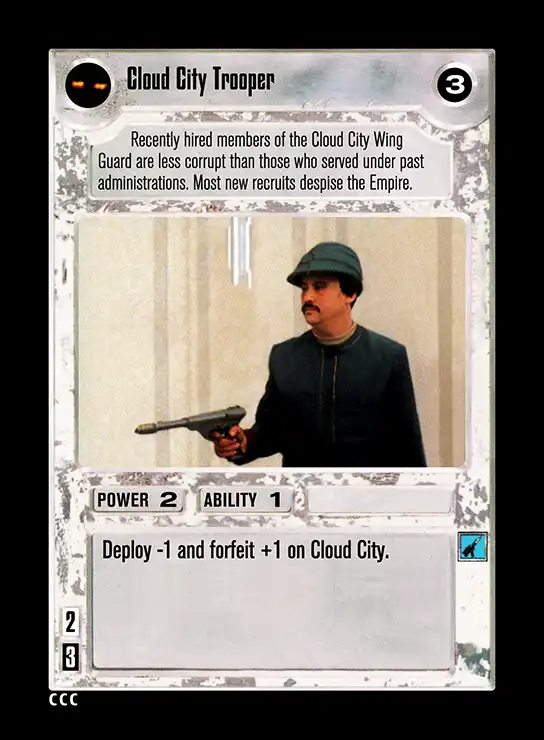 Cloud City Trooper
3
Recently hired members of the Cloud City Wing
Guard are less corrupt than those who served under past
administrations. Most new recruits despise the Empire.
POWER 2
ABILITY 1
Deploy -1 and forfeit +1 on Cloud City.
2
3
CCC